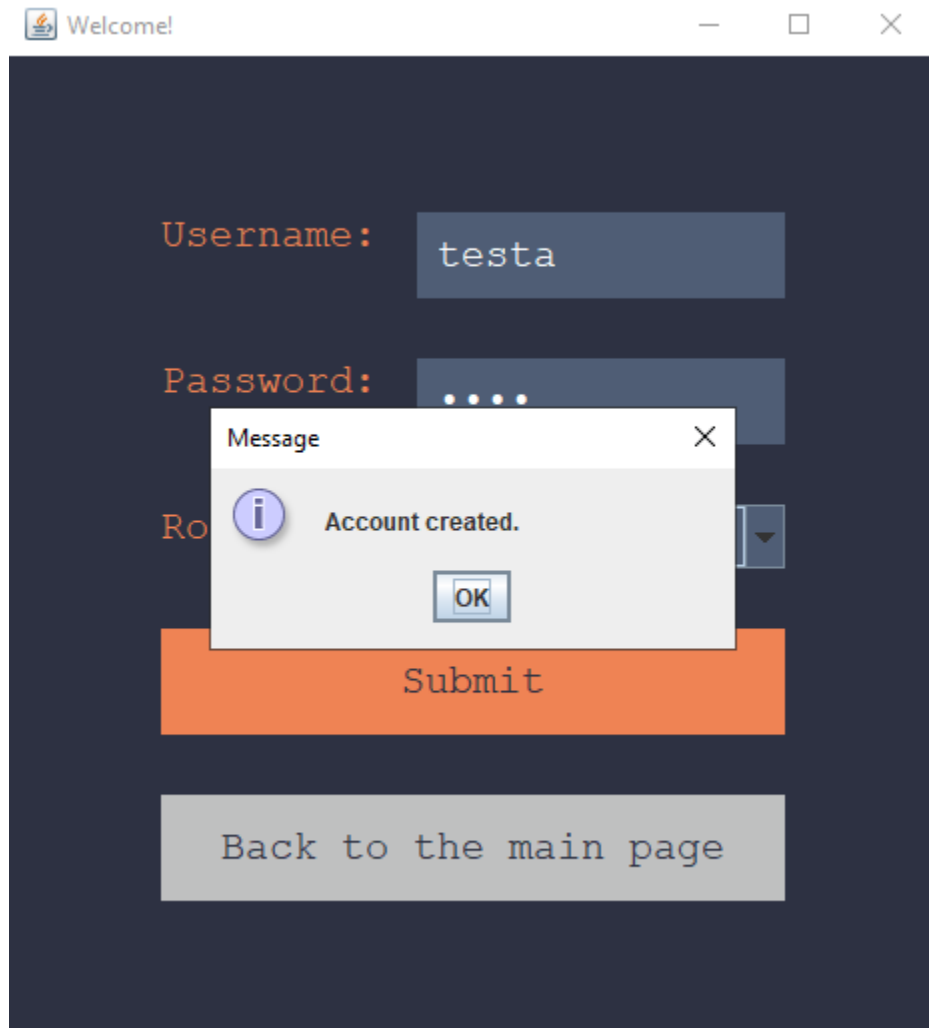 Welcome!
Username:
testa
Password:
••••
Message
Account created.
OK
Submit
Back to the main page